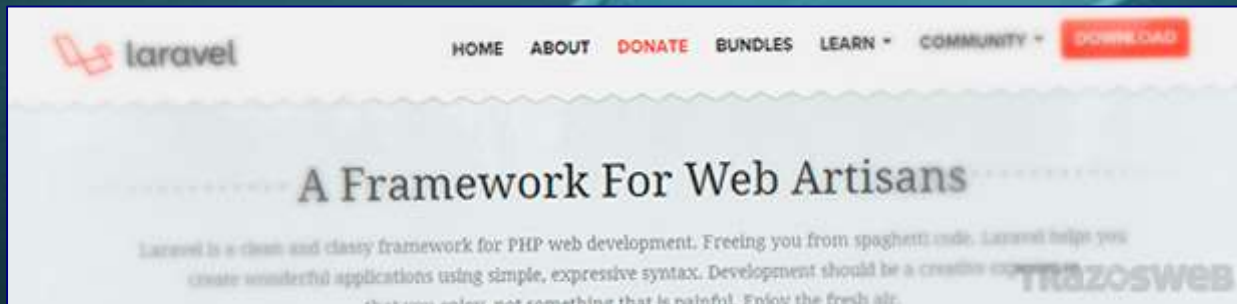 laravel
HOME ABOUT DONATE BUNDLES LEARN COMMUNITY DOWNLOAD
A Framework For Web Artisans
Laravel is a clean and classy framework for PHP web development. Freeing you from spaghetti code, Laravel helps you
create wonderful applications using simple, expressive syntax. Development should be a creative experience
that you enjoy, not something that is painful. Enjoy the fresh air.
TRazosweB